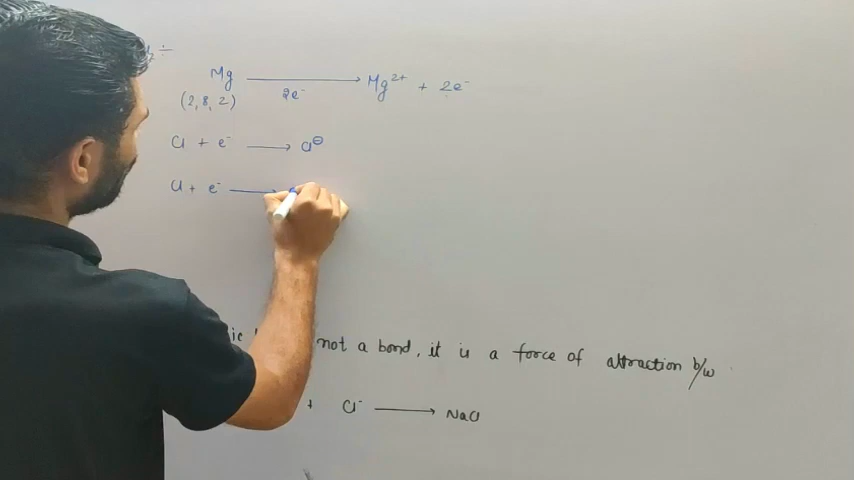 Mg ⟶ Mg²⁺ + 2e⁻
2e⁻
(2, 8, 2)
Cl + e⁻ ⟶ Cl⊖
Cl + e⁻ ⟶
not a bond, it is a force of attraction b/w
+ Cl⁻ ⟶ NaCl